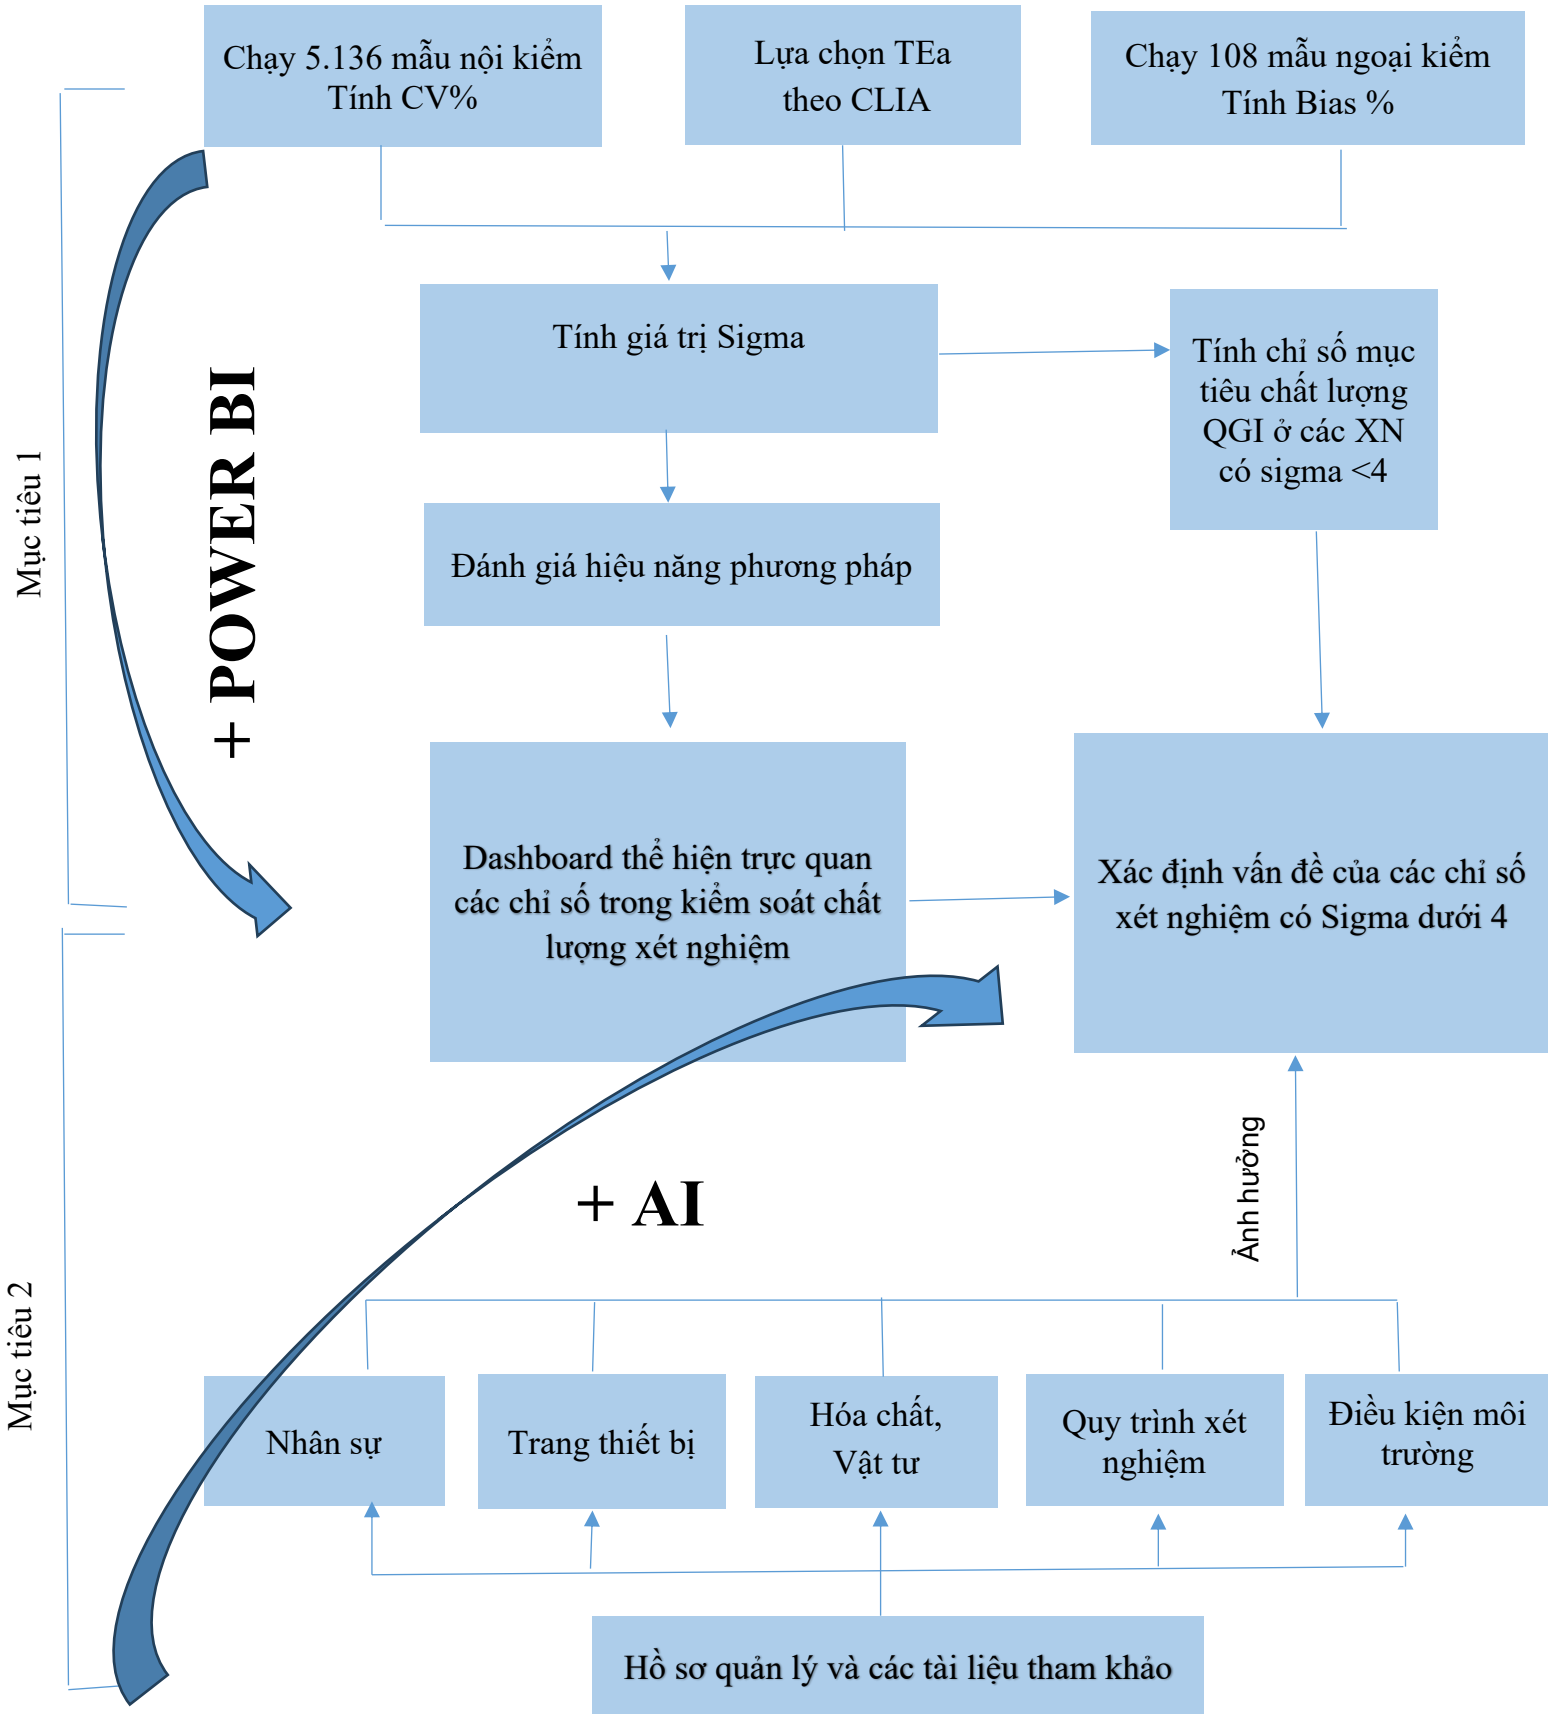 Chạy 5.136 mẫu nội kiểm
Tính CV%
Lựa chọn TEa
theo CLIA
Chạy 108 mẫu ngoại kiểm
Tính Bias %
Tính giá trị Sigma
Tính chỉ số mục
tiêu chất lượng
QGI ở các XN
có sigma <4
Mục tiêu 1
+ POWER BI
Đánh giá hiệu năng phương pháp
Dashboard thể hiện trực quan
các chỉ số trong kiểm soát chất
lượng xét nghiệm
Xác định vấn đề của các chỉ số
xét nghiệm có Sigma dưới 4
+ AI
Ảnh hưởng
Mục tiêu 2
Nhân sự
Trang thiết bị
Hóa chất,
Vật tư
Quy trình xét
nghiệm
Điều kiện môi
trường
Hồ sơ quản lý và các tài liệu tham khảo